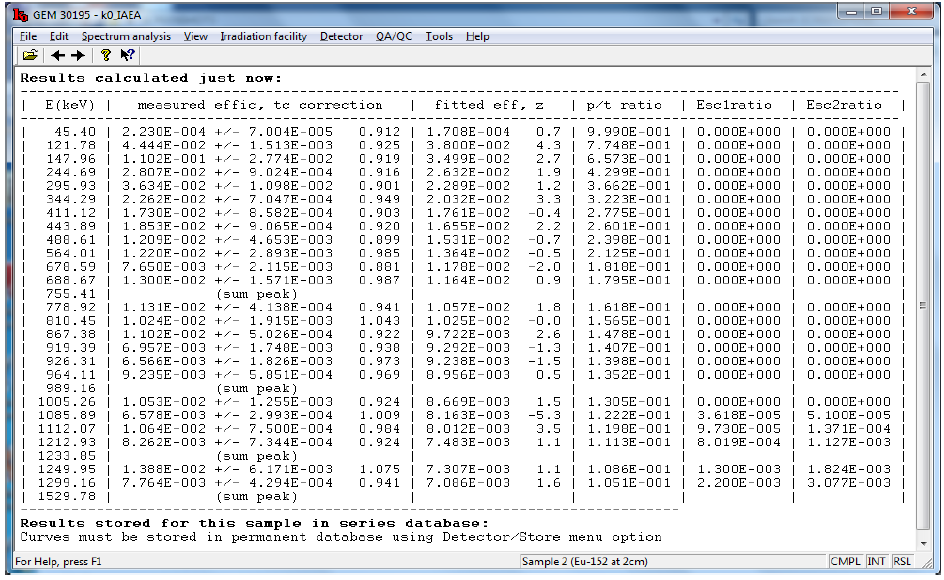 GEM 30195 - k0_IAEA
File Edit Spectrum analysis View Irradiation facility Detector QA/QC Tools Help
Results calculated just now:
| E(keV) | measured effic, tc correction | fitted eff, z | p/t ratio | Esc1ratio | Esc2ratio |
| 45.40 | 2.230E-004 +/- 7.004E-005 0.912 | 1.708E-004 0.7 | 9.990E-001 | 0.000E+000 | 0.000E+000 |
| 121.78 | 4.444E-002 +/- 1.513E-003 0.925 | 3.800E-002 4.3 | 7.748E-001 | 0.000E+000 | 0.000E+000 |
| 147.96 | 1.102E-001 +/- 2.774E-002 0.919 | 3.499E-002 2.7 | 6.573E-001 | 0.000E+000 | 0.000E+000 |
| 244.69 | 2.807E-002 +/- 9.024E-004 0.916 | 2.632E-002 1.9 | 4.299E-001 | 0.000E+000 | 0.000E+000 |
| 295.93 | 3.634E-002 +/- 1.098E-002 0.901 | 2.289E-002 1.2 | 3.662E-001 | 0.000E+000 | 0.000E+000 |
| 344.29 | 2.262E-002 +/- 7.047E-004 0.949 | 2.032E-002 3.3 | 3.223E-001 | 0.000E+000 | 0.000E+000 |
| 411.12 | 1.730E-002 +/- 8.582E-004 0.903 | 1.761E-002 -0.4 | 2.775E-001 | 0.000E+000 | 0.000E+000 |
| 443.89 | 1.853E-002 +/- 9.065E-004 0.920 | 1.655E-002 2.2 | 2.601E-001 | 0.000E+000 | 0.000E+000 |
| 488.61 | 1.209E-002 +/- 4.653E-003 0.899 | 1.531E-002 -0.7 | 2.398E-001 | 0.000E+000 | 0.000E+000 |
| 564.01 | 1.220E-002 +/- 2.893E-003 0.985 | 1.364E-002 -0.5 | 2.125E-001 | 0.000E+000 | 0.000E+000 |
| 678.59 | 7.650E-003 +/- 2.115E-003 0.881 | 1.178E-002 -2.0 | 1.818E-001 | 0.000E+000 | 0.000E+000 |
| 688.67 | 1.300E-002 +/- 1.571E-003 0.987 | 1.164E-002 0.9 | 1.795E-001 | 0.000E+000 | 0.000E+000 |
| 755.41 | (sum peak) | | | | |
| 778.92 | 1.131E-002 +/- 4.138E-004 0.941 | 1.057E-002 1.8 | 1.618E-001 | 0.000E+000 | 0.000E+000 |
| 810.45 | 1.024E-002 +/- 1.915E-003 1.043 | 1.025E-002 -0.0 | 1.565E-001 | 0.000E+000 | 0.000E+000 |
| 867.38 | 1.102E-002 +/- 5.026E-004 0.922 | 9.722E-003 2.6 | 1.478E-001 | 0.000E+000 | 0.000E+000 |
| 919.39 | 6.957E-003 +/- 1.748E-003 0.938 | 9.292E-003 -1.3 | 1.407E-001 | 0.000E+000 | 0.000E+000 |
| 926.31 | 6.566E-003 +/- 1.826E-003 0.973 | 9.238E-003 -1.5 | 1.398E-001 | 0.000E+000 | 0.000E+000 |
| 964.11 | 9.235E-003 +/- 5.851E-004 0.969 | 8.956E-003 0.5 | 1.352E-001 | 0.000E+000 | 0.000E+000 |
| 989.16 | (sum peak) | | | | |
| 1005.26 | 1.053E-002 +/- 1.255E-003 0.924 | 8.669E-003 1.5 | 1.305E-001 | 0.000E+000 | 0.000E+000 |
| 1085.89 | 6.578E-003 +/- 2.993E-004 1.009 | 8.163E-003 -5.3 | 1.222E-001 | 3.618E-005 | 5.100E-005 |
| 1112.07 | 1.064E-002 +/- 7.500E-004 0.984 | 8.012E-003 3.5 | 1.198E-001 | 9.730E-005 | 1.371E-004 |
| 1212.93 | 8.262E-003 +/- 7.344E-004 0.924 | 7.483E-003 1.1 | 1.113E-001 | 8.019E-004 | 1.127E-003 |
| 1233.85 | (sum peak) | | | | |
| 1249.95 | 1.388E-002 +/- 6.171E-003 1.075 | 7.307E-003 1.1 | 1.086E-001 | 1.300E-003 | 1.824E-003 |
| 1299.16 | 7.764E-003 +/- 4.294E-004 0.941 | 7.086E-003 1.6 | 1.051E-001 | 2.200E-003 | 3.077E-003 |
| 1529.78 | (sum peak) | | | | |
Results stored for this sample in series database:
Curves must be stored in permanent database using Detector/Store menu option
For Help, press F1 Sample 2 (Eu-152 at 2cm) CMPL INT RSL